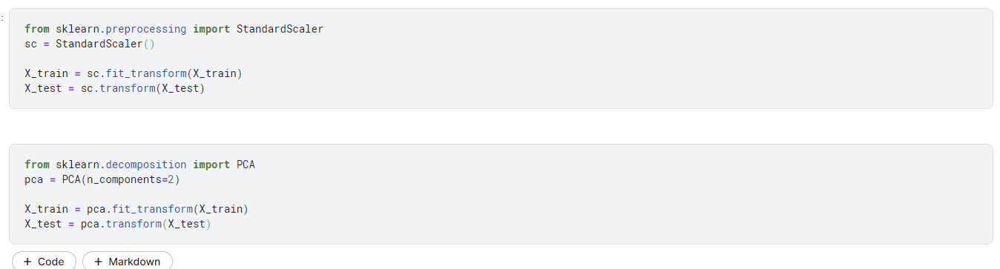 :
from sklearn.preprocessing import StandardScaler
sc = StandardScaler()
X_train = sc.fit_transform(X_train)
X_test = sc.transform(X_test)
from sklearn.decomposition import PCA
pca = PCA(n_components=2)
X_train = pca.fit_transform(X_train)
X_test = pca.transform(X_test)
+ Code + Markdown